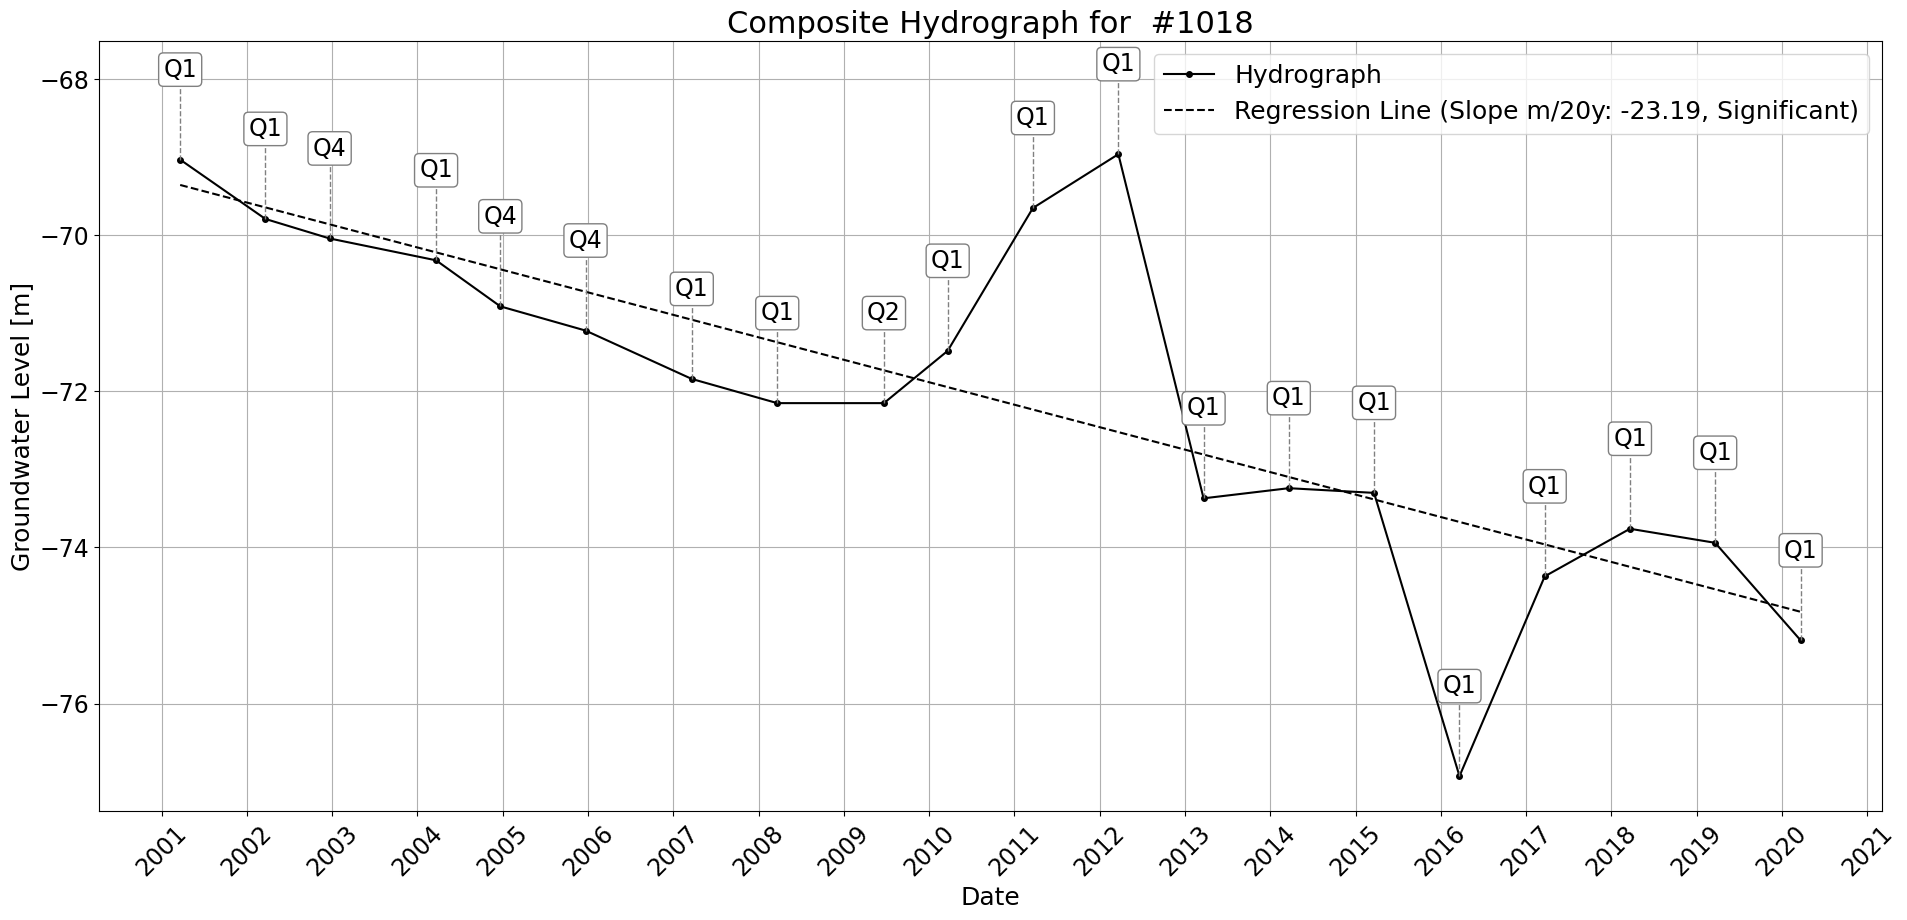 Composite Hydrograph for  #1018
Hydrograph
Regression Line (Slope m/20y: -23.19, Significant)
Groundwater Level [m]
−68
−70
−72
−74
−76
Q1
Q1
Q4
Q1
Q4
Q4
Q1
Q1
Q2
Q1
Q1
Q1
Q1
Q1
Q1
Q1
Q1
Q1
Q1
Q1
2001
2002
2003
2004
2005
2006
2007
2008
2009
2010
2011
2012
2013
2014
2015
2016
2017
2018
2019
2020
2021
Date